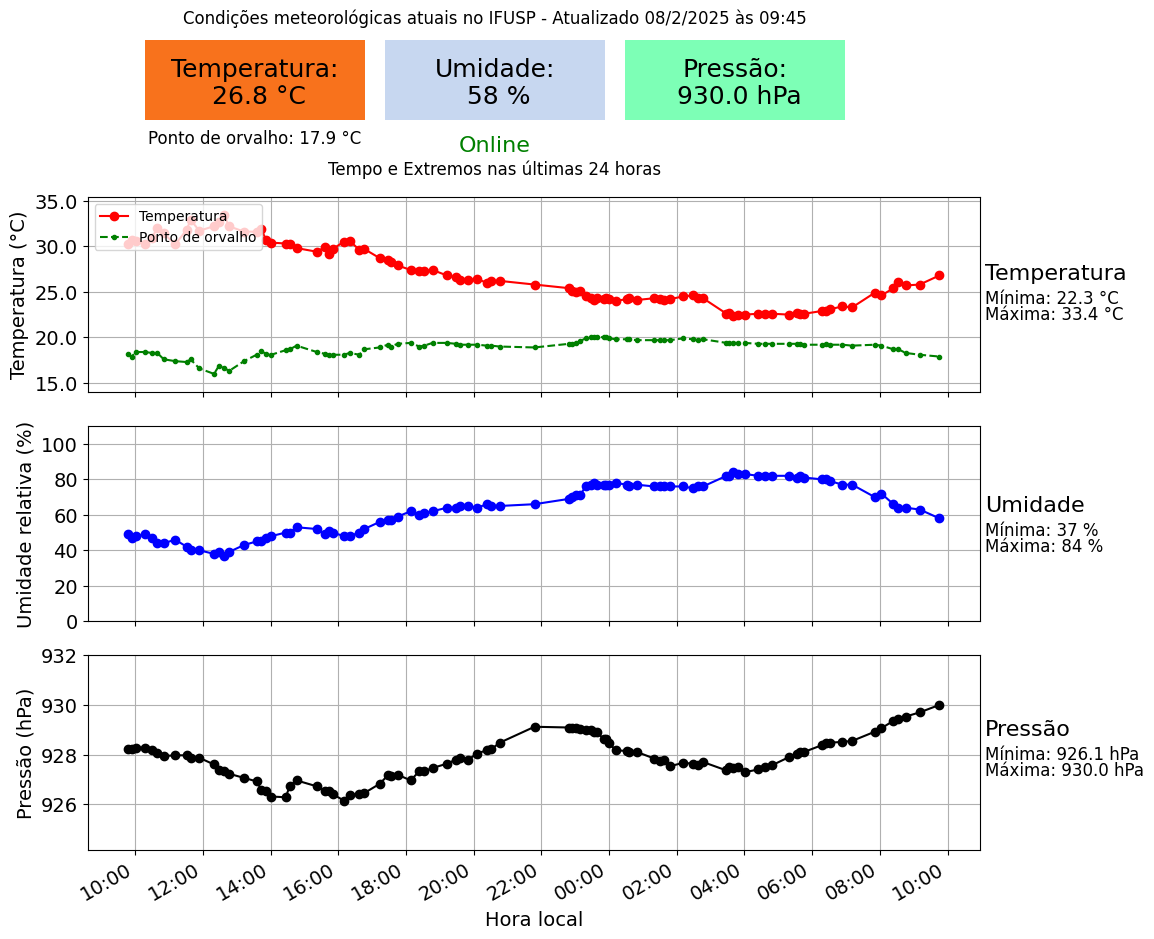 Condições meteorológicas atuais no IFUSP - Atualizado 08/2/2025 às 09:45
Temperatura:
26.8 °C
Umidade:
58 %
Pressão:
930.0 hPa
Ponto de orvalho: 17.9 °C
Online
Tempo e Extremos nas últimas 24 horas
Temperatura (°C)
35.0
30.0
25.0
20.0
15.0
Temperatura
Ponto de orvalho
Temperatura
Mínima: 22.3 °C
Máxima: 33.4 °C
Umidade relativa (%)
100
80
60
40
20
0
Umidade
Mínima: 37 %
Máxima: 84 %
Pressão (hPa)
932
930
928
926
Pressão
Mínima: 926.1 hPa
Máxima: 930.0 hPa
10:00 12:00 14:00 16:00 18:00 20:00 22:00 00:00 02:00 04:00 06:00 08:00 10:00
Hora local